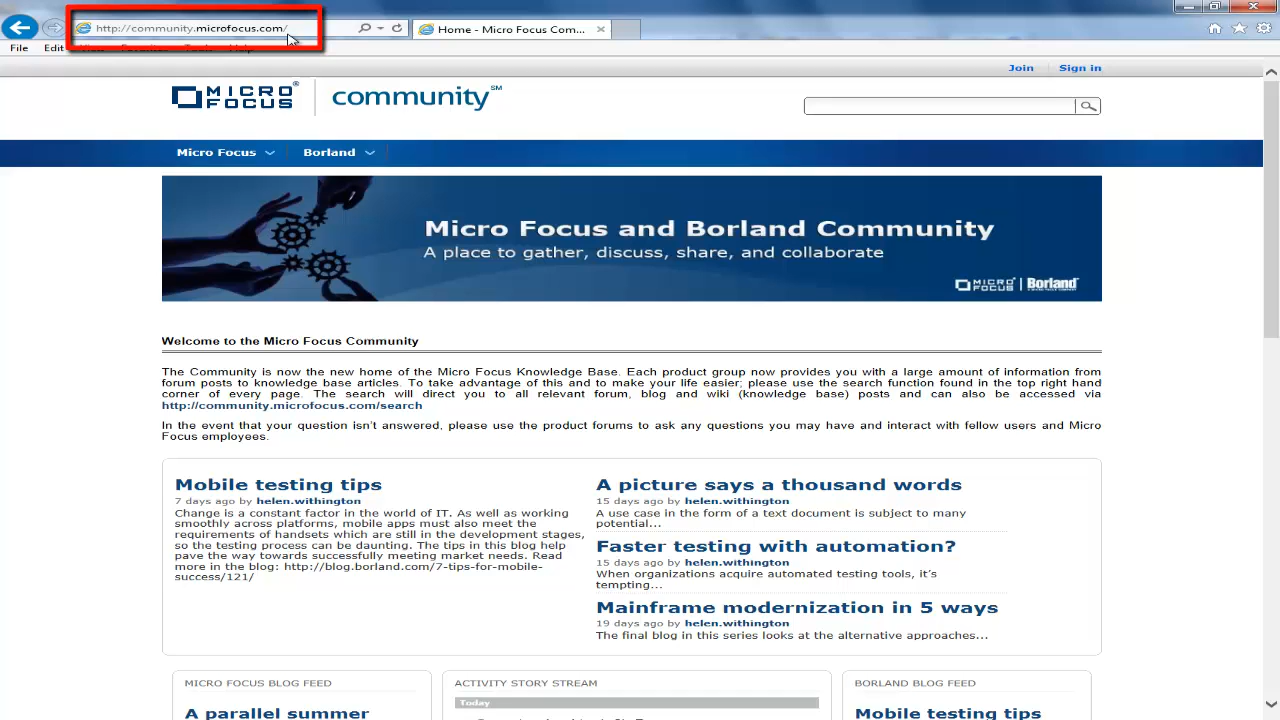 http://community.microfocus.com/
Home - Micro Focus Com...
File Edit View Favorites Tools Help
Join Sign in
MICRO FOCUS community SM
Micro Focus Borland
Micro Focus and Borland Community
A place to gather, discuss, share, and collaborate
MICRO FOCUS | Borland
Welcome to the Micro Focus Community
The Community is now the new home of the Micro Focus Knowledge Base. Each product group now provides you with a large amount of information from
forum posts to knowledge base articles. To take advantage of this and to make your life easier; please use the search function found in the top right hand
corner of every page. The search will direct you to all relevant forum, blog and wiki (knowledge base) posts and can also be accessed via
http://community.microfocus.com/search
In the event that your question isn't answered, please use the product forums to ask any questions you may have and interact with fellow users and Micro
Focus employees.
Mobile testing tips
7 days ago by helen.withington
Change is a constant factor in the world of IT. As well as working
smoothly across platforms, mobile apps must also meet the
requirements of handsets which are still in the development stages,
so the testing process can be daunting. The tips in this blog help
pave the way towards successfully meeting market needs. Read
more in the blog: http://blog.borland.com/7-tips-for-mobile-
success/121/
A picture says a thousand words
15 days ago by helen.withington
A use case in the form of a text document is subject to many
potential...
Faster testing with automation?
15 days ago by helen.withington
When organizations acquire automated testing tools, it's
tempting...
Mainframe modernization in 5 ways
19 days ago by helen.withington
The final blog in this series looks at the alternative approaches...
MICRO FOCUS BLOG FEED
A parallel summer
ACTIVITY STORY STREAM
Today
BORLAND BLOG FEED
Mobile testing tips